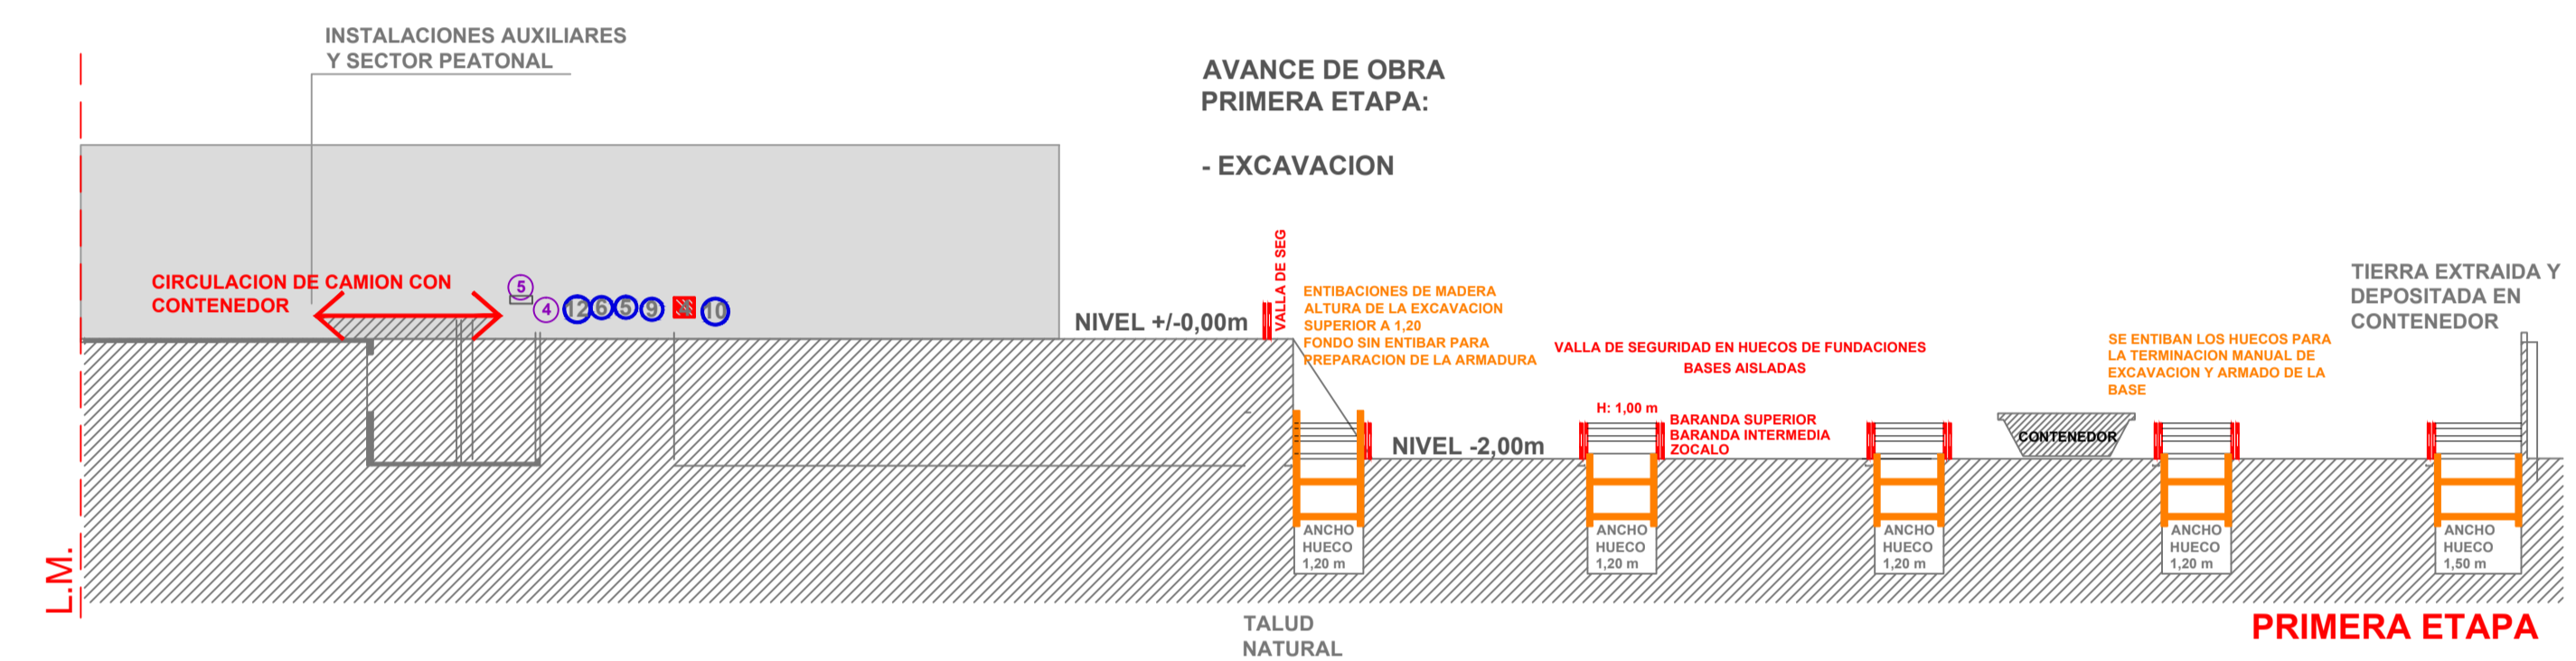 INSTALACIONES AUXILIARES
Y SECTOR PEATONAL
AVANCE DE OBRA
PRIMERA ETAPA:
- EXCAVACION
CIRCULACION DE CAMION CON
CONTENEDOR
5
4
12
6
5
9
4
10
NIVEL +/-0,00m
VALLA DE SEG
ENTIBACIONES DE MADERA
ALTURA DE LA EXCAVACION
SUPERIOR A 1,20
FONDO SIN ENTIBAR PARA
PREPARACION DE LA ARMADURA
VALLA DE SEGURIDAD EN HUECOS DE FUNDACIONES
BASES AISLADAS
H: 1,00 m
BARANDA SUPERIOR
BARANDA INTERMEDIA
ZOCALO
NIVEL -2,00m
CONTENEDOR
SE ENTIBAN LOS HUECOS PARA
LA TERMINACION MANUAL DE
EXCAVACION Y ARMADO DE LA
BASE
TIERRA EXTRAIDA Y
DEPOSITADA EN
CONTENEDOR
ANCHO
HUECO
1,20 m
ANCHO
HUECO
1,20 m
ANCHO
HUECO
1,20 m
ANCHO
HUECO
1,20 m
ANCHO
HUECO
1,50 m
L.M.
TALUD
NATURAL
PRIMERA ETAPA